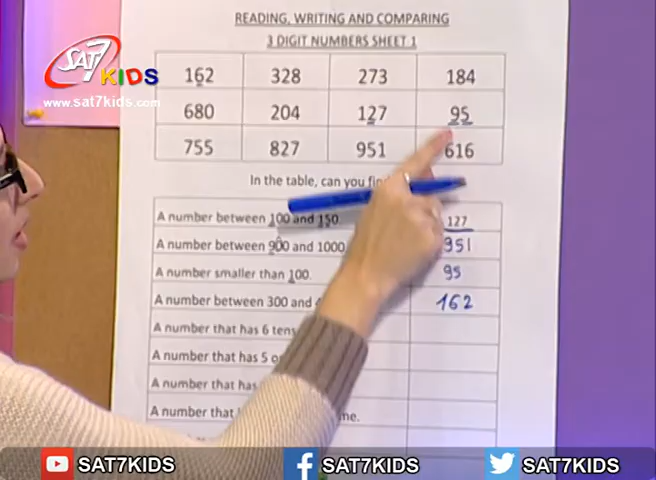 READING, WRITING AND COMPARING
3 DIGIT NUMBERS SHEET 1
SAT7
KIDS
www.sat7kids.com
162 328 273 184
680 204 127 95
755 827 951 616
In the table, can you
A number between 100 and 150. 127
A number between 900 and 1000 951
A number smaller than 100. 95
A number between 300 and 162
A number that has 6 tens
A number that has 5
A number that has
A number that
SAT7KIDS
SAT7KIDS
SAT7KIDS